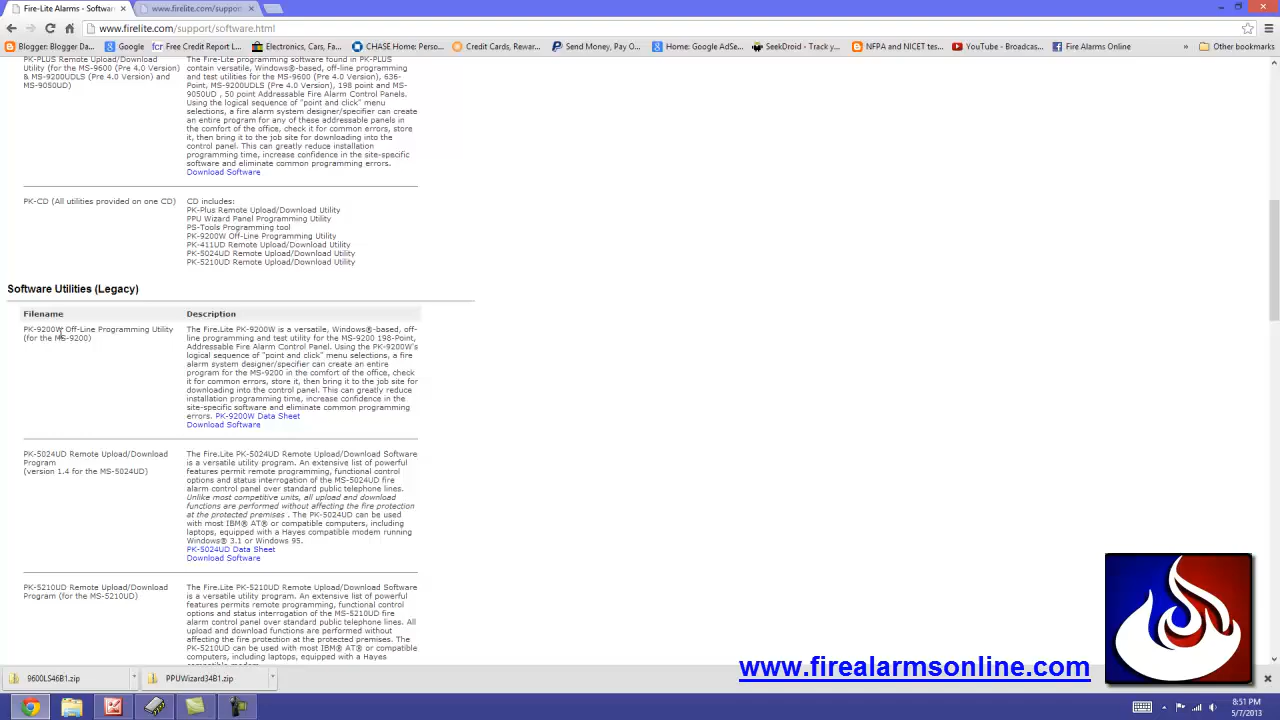 Fire-Lite Alarms - Softwar
www.firelite.com/support
www.firelite.com/support/software.html
Blogger: Blogger Da...
Google
Free Credit Report L...
Electronics, Cars, Fa...
CHASE Home: Perso...
Credit Cards, Rewar...
Send Money, Pay O...
Home: Google AdSe...
SeekDroid - Track y...
NFPA and NICET tes...
YouTube - Broadcas...
Fire Alarms Online
»
Other bookmarks
PK-PLUS Remote Upload/Download
Utility (for the MS-9600 (Pre 4.0 Version)
& MS-9200UDLS (Pre 4.0 Version) and
MS-9050UD)
The Fire-Lite programming software found in PK-PLUS
contain versatile, Windows®-based, off-line programming
and test utilities for the MS-9600 (Pre 4.0 Version), 636-
Point, MS-9200UDLS (Pre 4.0 Version), 198 point and MS-
9050UD , 50 point Addressable Fire Alarm Control Panels.
Using the logical sequence of "point and click" menu
selections, a fire alarm system designer/specifier can create
an entire program for any of these addressable panels in
the comfort of the office, check it for common errors, store
it, then bring it to the job site for downloading into the
control panel. This can greatly reduce installation
programming time, increase confidence in the site-specific
software and eliminate common programming errors.
Download Software
PK-CD (All utilities provided on one CD)
CD includes:
PK-Plus Remote Upload/Download Utility
PPU Wizard Panel Programming Utility
PS-Tools Programming tool
PK-9200W Off-Line Programming Utility
PK-411UD Remote Upload/Download Utility
PK-5024UD Remote Upload/Download Utility
PK-5210UD Remote Upload/Download Utility
Software Utilities (Legacy)
Filename
Description
PK-9200W Off-Line Programming Utility
(for the MS-9200)
The Fire.Lite PK-9200W is a versatile, Windows®-based, off-
line programming and test utility for the MS-9200 198-Point,
Addressable Fire Alarm Control Panel. Using the PK-9200W's
logical sequence of "point and click" menu selections, a fire
alarm system designer/specifier can create an entire
program for the MS-9200 in the comfort of the office, check
it for common errors, store it, then bring it to the job site for
downloading into the control panel. This can greatly reduce
installation programming time, increase confidence in the
site-specific software and eliminate common programming
errors. PK-9200W Data Sheet
Download Software
PK-5024UD Remote Upload/Download
Program
(version 1.4 for the MS-5024UD)
The Fire.Lite PK-5024UD Remote Upload/Download Software
is a versatile utility program. An extensive list of powerful
features permit remote programming, functional control
options and status interrogation of the MS-5024UD fire
alarm control panel over standard public telephone lines.
Unlike most competitive units, all upload and download
functions are performed without affecting the fire protection
at the protected premises . The PK-5024UD can be used
with most IBM® AT® or compatible computers, including
laptops, equipped with a Hayes compatible modem running
Windows® 3.1 or Windows 95.
PK-5024UD Data Sheet
Download Software
PK-5210UD Remote Upload/Download
Program (for the MS-5210UD)
The Fire.Lite PK-5210UD Remote Upload/Download Software
is a versatile utility program. An extensive list of powerful
features permits remote programming, functional control
options and status interrogation of the MS-5210UD fire
alarm control panel over standard public telephone lines. All
upload and download functions are performed without
affecting the fire protection at the protected premises. The
PK-5210UD can be used with most IBM® AT® or compatible
computers, including laptops, equipped with a Hayes
compatible modem
www.firealarmsonline.com
9600LS46B1.zip
PPUWizard34B1.zip
8:51 PM
5/7/2013